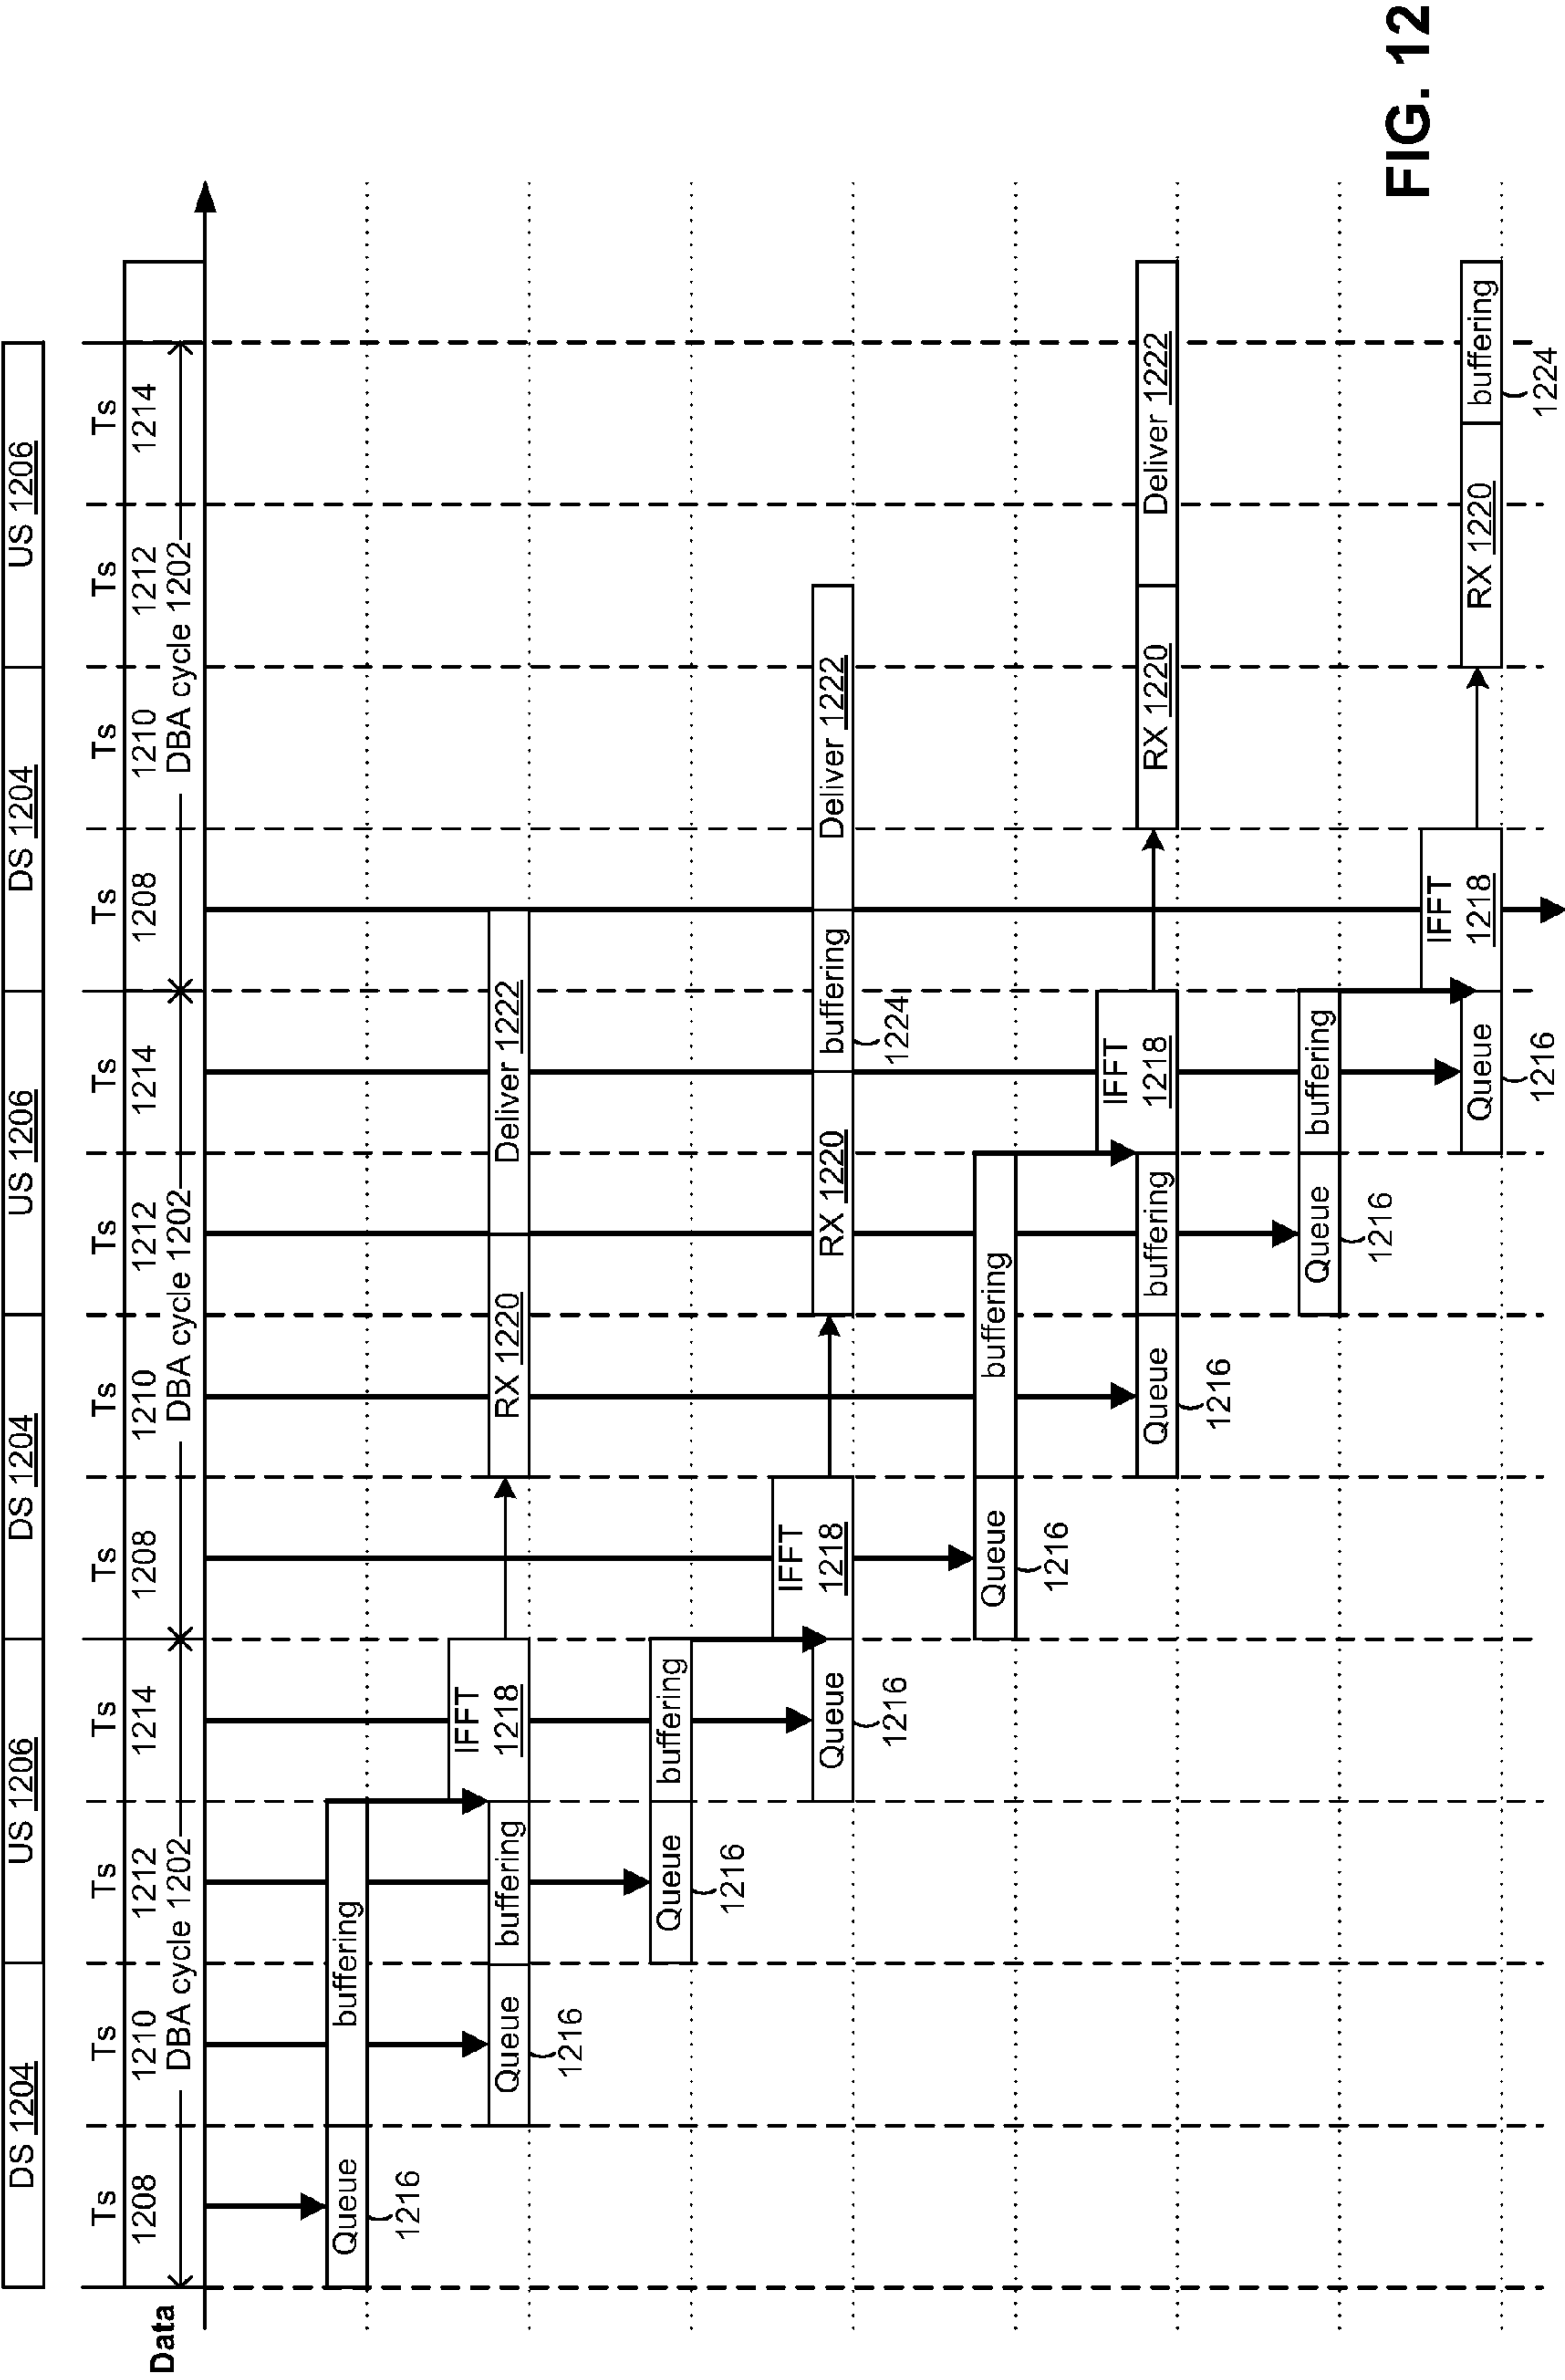 DS 1204
US 1206
DS 1204
US 1206
DS 1204
US 1206
Ts
Ts
Ts
Ts
Ts
Ts
Ts
Ts
Ts
Ts
Ts
Ts
1208
1210
1212
1214
1208
1210
1212
1214
1208
1210
1212
1214
Data
DBA cycle 1202
DBA cycle 1202
DBA cycle 1202
Queue
buffering
1216
IFFT
1218
Queue
buffering
RX 1220
Deliver 1222
1216
Queue
buffering
1216
IFFT
1218
Queue
RX 1220
buffering
Deliver 1222
1216
1224
Queue
buffering
1216
IFFT
1218
Queue
buffering
RX 1220
Deliver 1222
1216
Queue
buffering
1216
IFFT
1218
Queue
RX 1220
buffering
1216
1224
FIG. 12